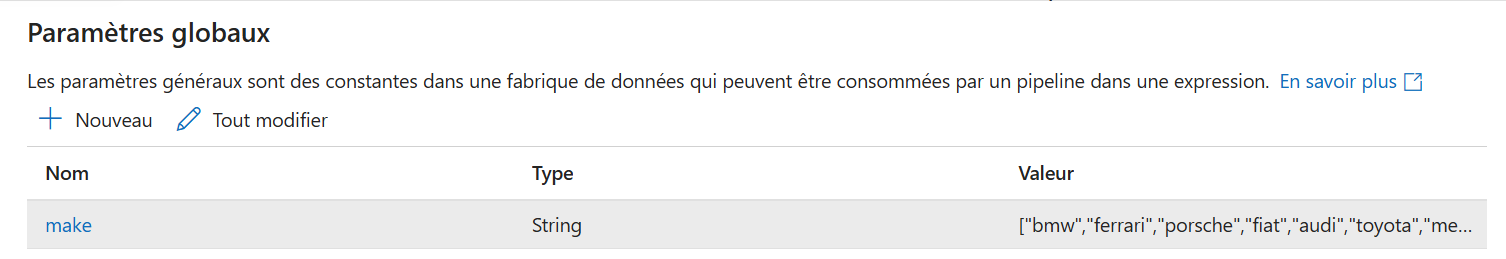 Paramètres globaux
Les paramètres généraux sont des constantes dans une fabrique de données qui peuvent être consommées par un pipeline dans une expression. En savoir plus
Nouveau Tout modifier
Nom Type Valeur
make String ["bmw","ferrari","porsche","fiat","audi","toyota","me...